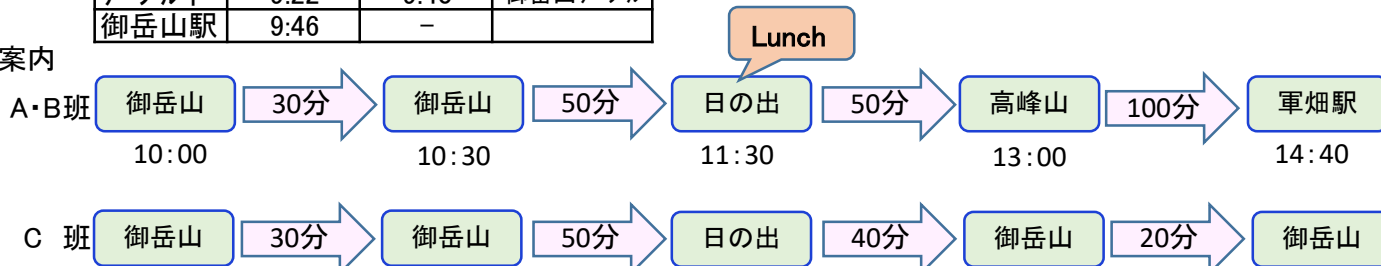 御岳山駅 9:46 －
Lunch
案内
A・B班 御岳山 30分 御岳山 50分 日の出 50分 高峰山 100分 軍畑駅
10:00 10:30 11:30 13:00 14:40
C 班 御岳山 30分 御岳山 50分 日の出 40分 御岳山 20分 御岳山